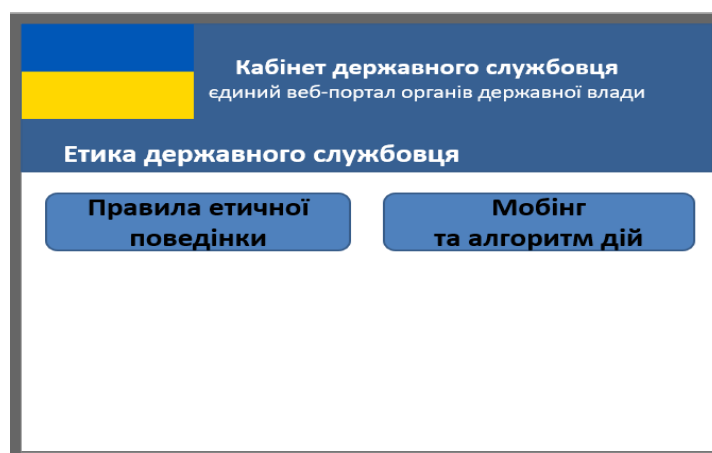 Кабінет державного службовця
єдиний веб-портал органів державної влади
Етика державного службовця
Правила етичної
поведінки
Мобінг
та алгоритм дій